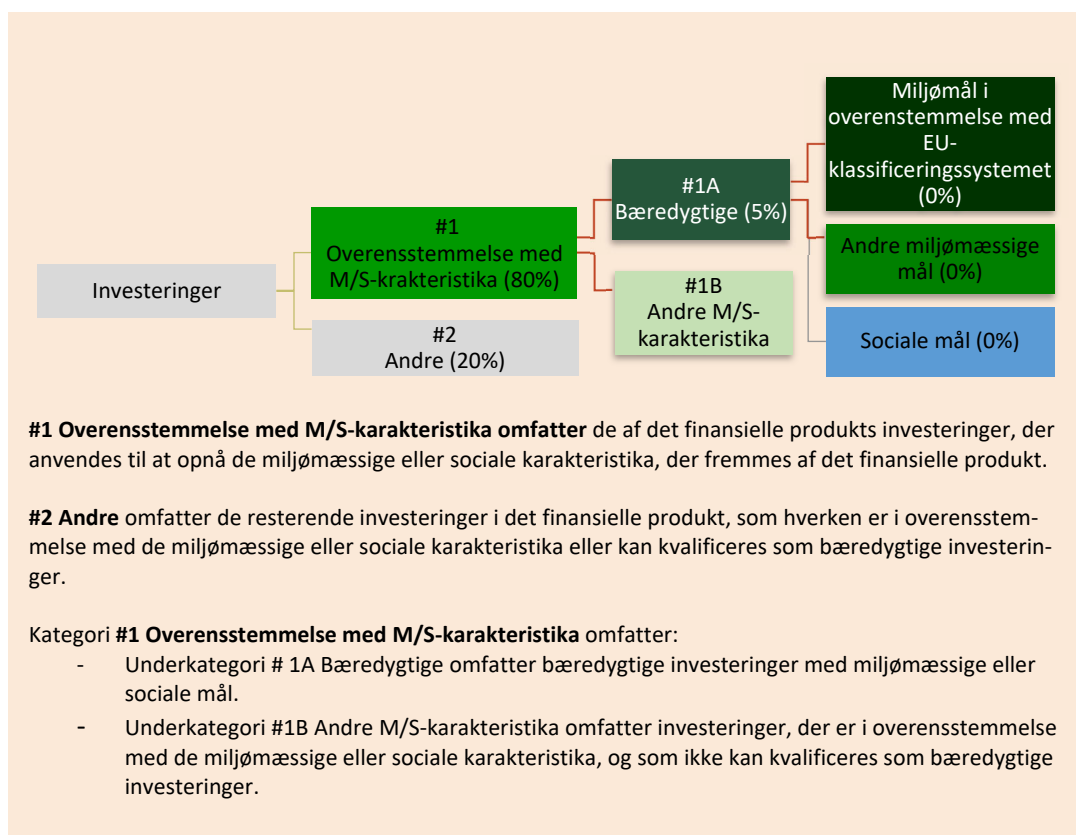 Miljømål i
overenstemmelse med
EU-
klassificeringssystemet
(0%)
#1A
Bæredygtige (5%)
#1
Overensstemmelse med
M/S-krakteristika (80%)
Andre miljømæssige
mål (0%)
Investeringer
#1B
Andre M/S-
karakteristika
#2
Andre (20%)
Sociale mål (0%)
#1 Overensstemmelse med M/S-karakteristika omfatter de af det finansielle produkts investeringer, der
anvendes til at opnå de miljømæssige eller sociale karakteristika, der fremmes af det finansielle produkt.
#2 Andre omfatter de resterende investeringer i det finansielle produkt, som hverken er i overensstem-
melse med de miljømæssige eller sociale karakteristika eller kan kvalificeres som bæredygtige investerin-
ger.
Kategori #1 Overensstemmelse med M/S-karakteristika omfatter:
- Underkategori # 1A Bæredygtige omfatter bæredygtige investeringer med miljømæssige eller
sociale mål.
- Underkategori #1B Andre M/S-karakteristika omfatter investeringer, der er i overensstemmelse
med de miljømæssige eller sociale karakteristika, og som ikke kan kvalificeres som bæredygtige
investeringer.